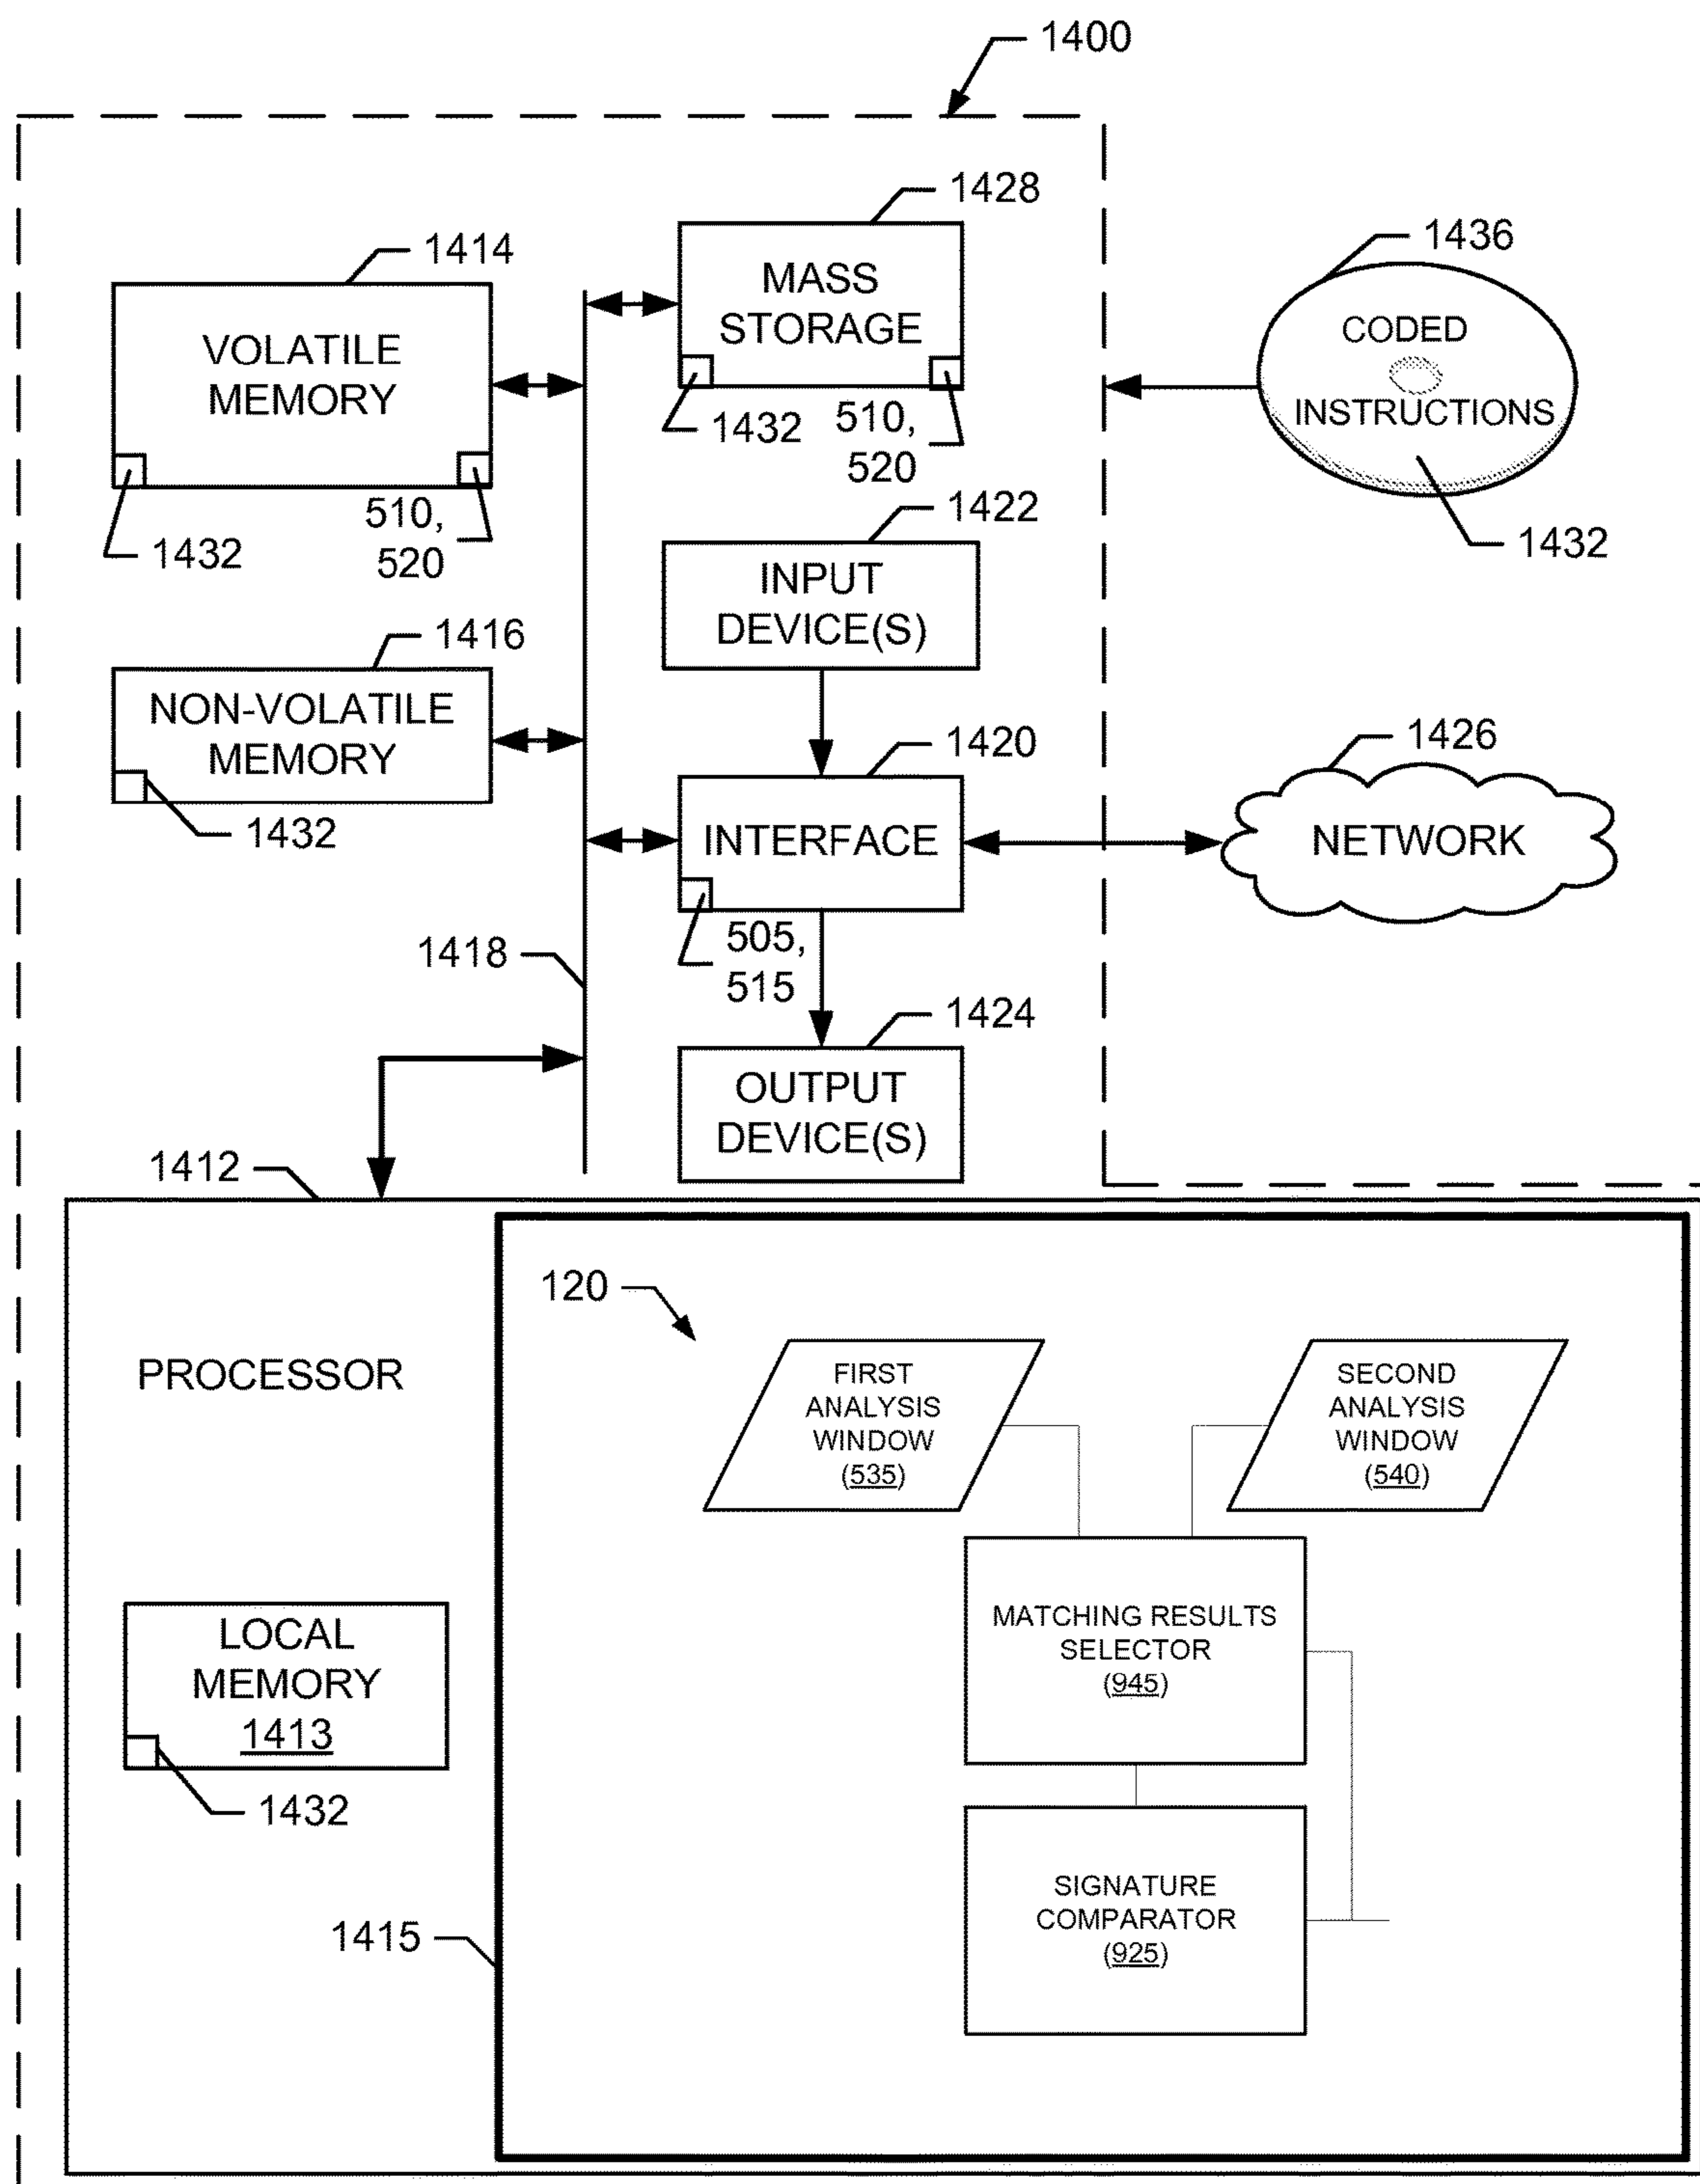 1400
1428
1414
1436
MASS
STORAGE
VOLATILE
MEMORY
CODED
INSTRUCTIONS
1432
510,
520
1432
510,
520
1422
1432
1432
INPUT
DEVICE(S)
1416
NON-VOLATILE
MEMORY
1432
1420
1426
INTERFACE
NETWORK
505,
515
1418
1424
OUTPUT
DEVICE(S)
1412
PROCESSOR
120
FIRST
ANALYSIS
WINDOW
(535)
SECOND
ANALYSIS
WINDOW
(540)
MATCHING RESULTS
SELECTOR
(945)
LOCAL
MEMORY
1413
1432
SIGNATURE
COMPARATOR
(925)
1415